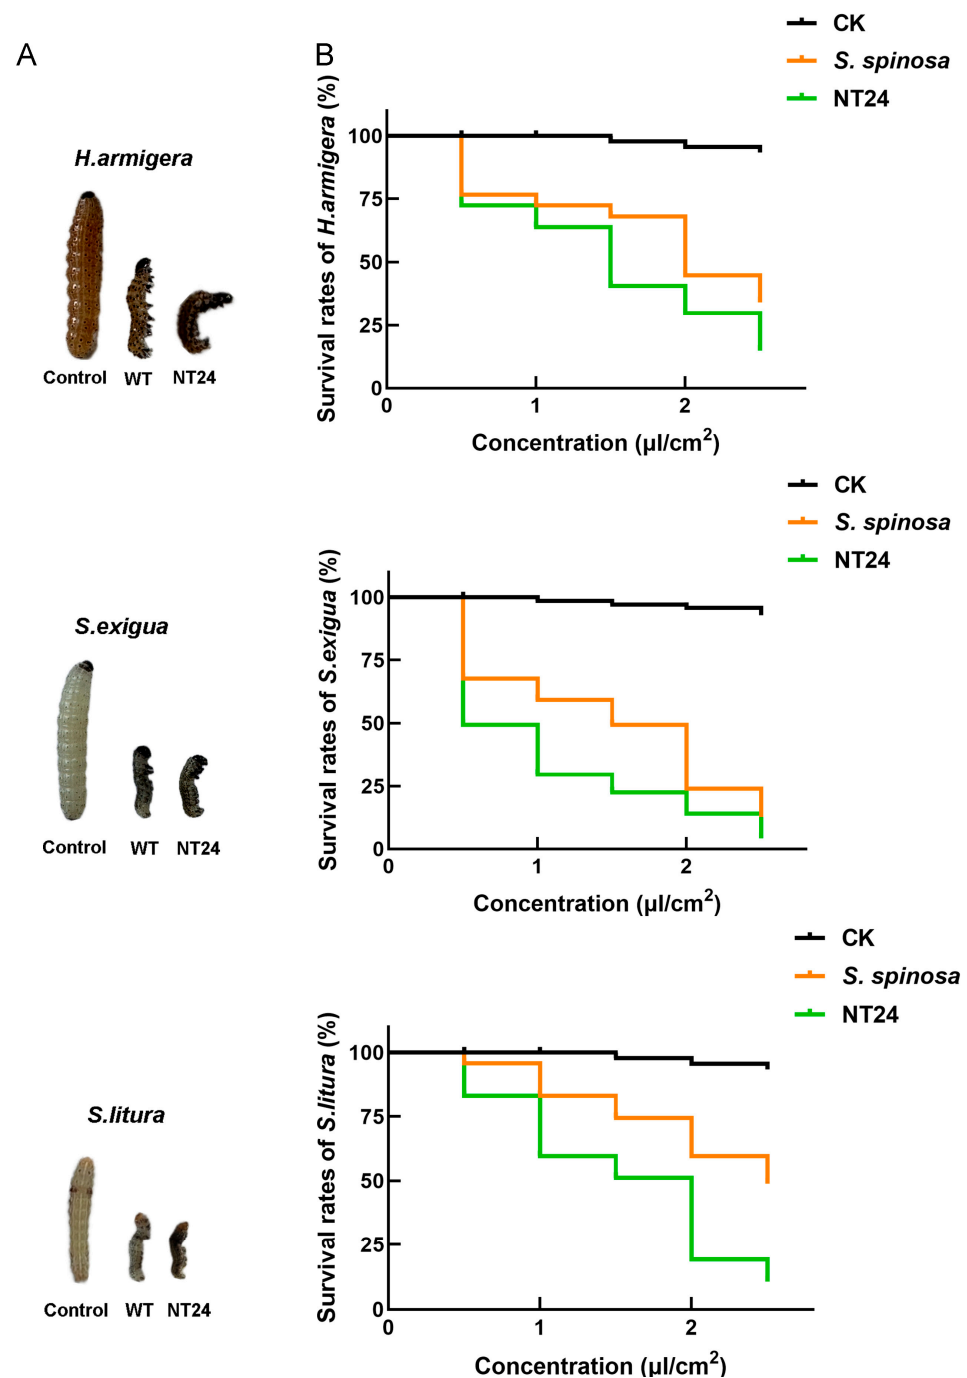 A
B
CK
S. spinosa
NT24
H.armigera
Control
WT
NT24
Survival rates of H.armigera (%)
100
75
50
25
0
0
1
2
Concentration (µl/cm²)
CK
S. spinosa
NT24
S.exigua
Control
WT
NT24
Survival rates of S.exigua (%)
100
75
50
25
0
0
1
2
Concentration (µl/cm²)
CK
S. spinosa
NT24
S.litura
Control
WT
NT24
Survival rates of S.litura (%)
100
75
50
25
0
0
1
2
Concentration (µl/cm²)